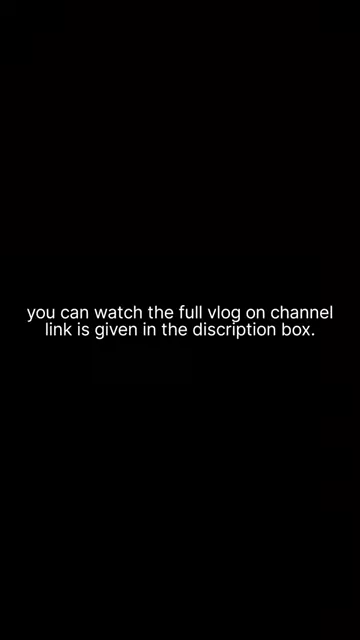 you can watch the full vlog on channel
link is given in the discription box.